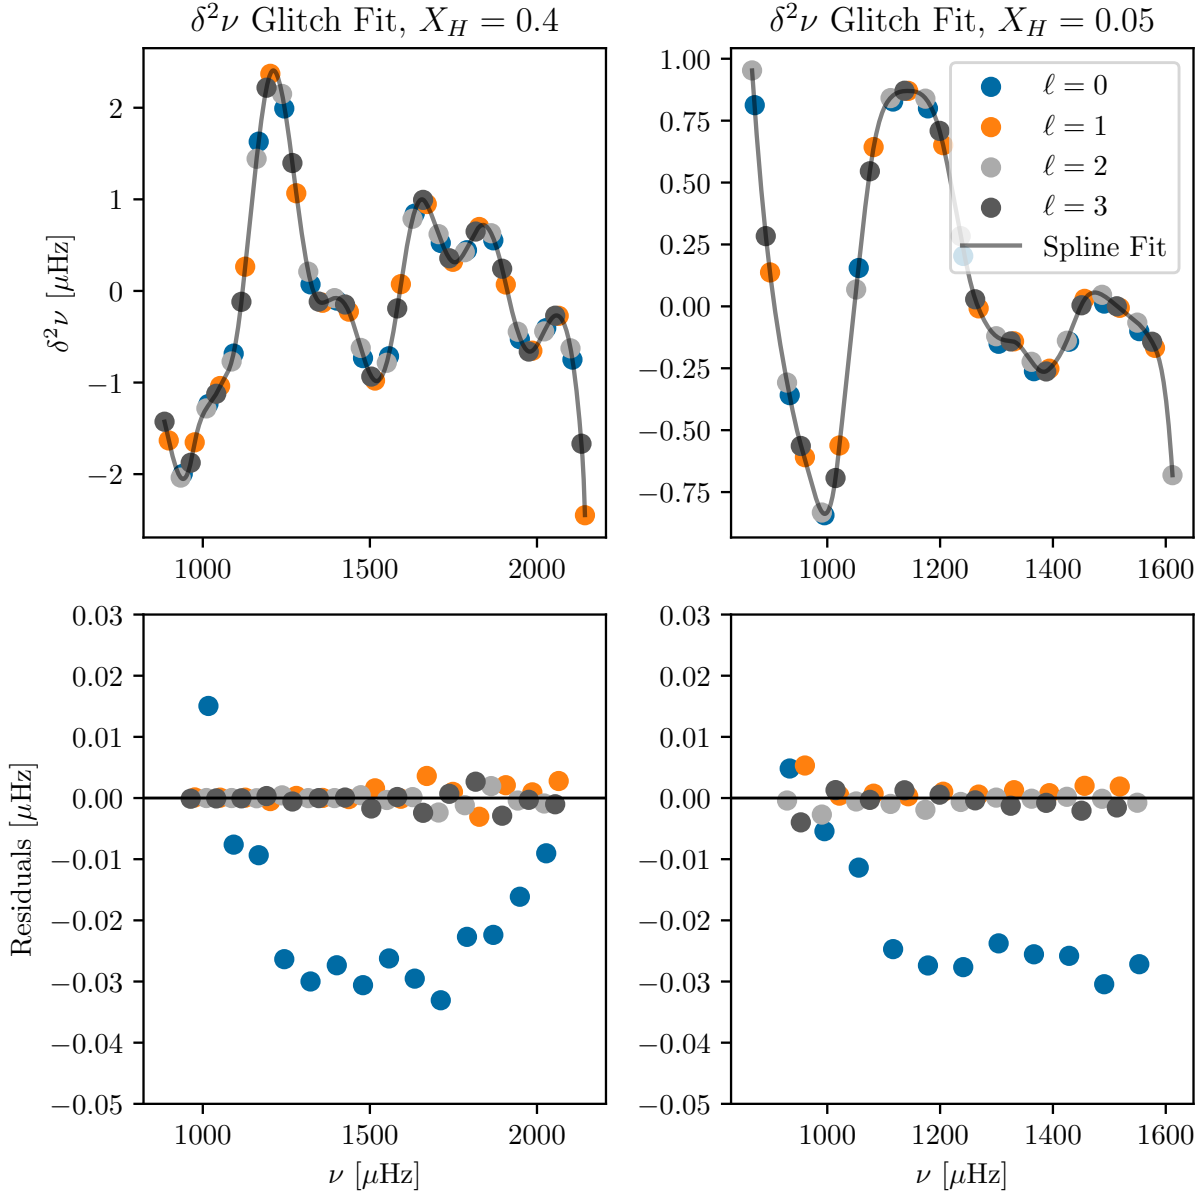 δ²ν Glitch Fit, X_H = 0.4
δ²ν Glitch Fit, X_H = 0.05
δ²ν [μHz]
2
1
0
−1
−2
1000 1500 2000
1.00
0.75
0.50
0.25
0.00
−0.25
−0.50
−0.75
1000 1200 1400 1600
ℓ = 0
ℓ = 1
ℓ = 2
ℓ = 3
Spline Fit
Residuals [μHz]
0.03
0.02
0.01
0.00
−0.01
−0.02
−0.03
−0.04
−0.05
1000 1500 2000
ν [μHz]
0.03
0.02
0.01
0.00
−0.01
−0.02
−0.03
−0.04
−0.05
1000 1200 1400 1600
ν [μHz]